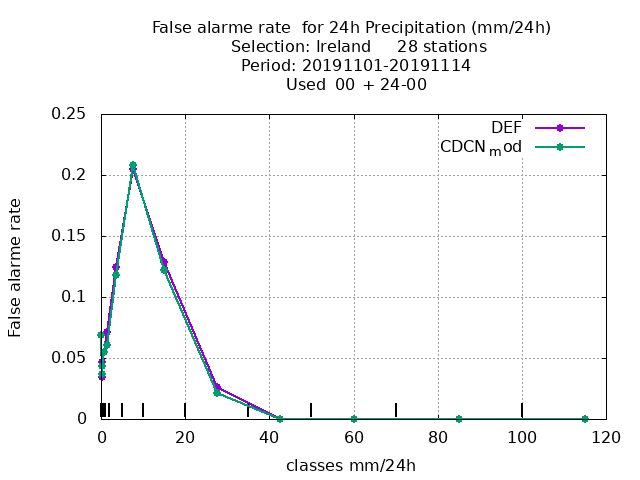 False alarme rate  for 24h Precipitation (mm/24h)
Selection: Ireland     28 stations
Period: 20191101-20191114
Used  00 + 24-00
DEF
CDCN_mod
False alarme rate
0.25
0.2
0.15
0.1
0.05
0
0 20 40 60 80 100 120
classes mm/24h